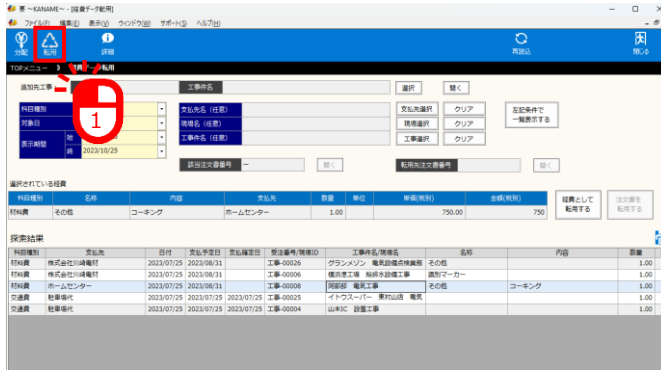 要 ～KANAME～ - [経費データ転用]
ファイル(F) 編集(E) 表示(V) ウィンドウ(W) サポート(S) ヘルプ(H)
分配 転用 詳細 再読込 閉じる
TOPメニュー 》 経費データ転用
追加先工事 工事件名 選択 開く
科目種別 支払先名（任意） 支払先選択 クリア 左記条件で
対象日 現場名（任意） 現場選択 クリア 一覧表示する
表示期間 始 工事件名（任意） 工事選択 クリア
終 2023/10/25
該当注文書番号 ー 開く 転用先注文書番号 開く
選択されている経費
科目種別 名称 内容 支払先 数量 単位 単価(税別) 金額(税別) 経費として 注文書を
材料費 その他 コーキング ホームセンター 1.00 750.00 750 転用する 転用する
1
探索結果
科目種別 支払先 日付 支払予定日 支払確定日 受注番号/現場ID 工事件名/現場名 名称 内容 数量
材料費 株式会社川崎電材 2023/07/25 2023/08/31 工事-00026 グランメゾン 電気設備点検業務 その他 1.00
材料費 株式会社川崎電材 2023/07/25 2023/08/31 工事-00006 横浜港工場 給排水設備工事 識別マーカー 1.00
材料費 ホームセンター 2023/07/25 2023/08/31 工事-00008 阿部邸 電気工事 その他 コーキング 1.00
交通費 駐車場代 2023/07/25 2023/07/25 2023/07/25 工事-00025 イトウスーパー 東村山店 電気 1.00
交通費 駐車場代 2023/07/25 2023/07/25 2023/07/25 工事-00004 山本IC 設置工事 1.00